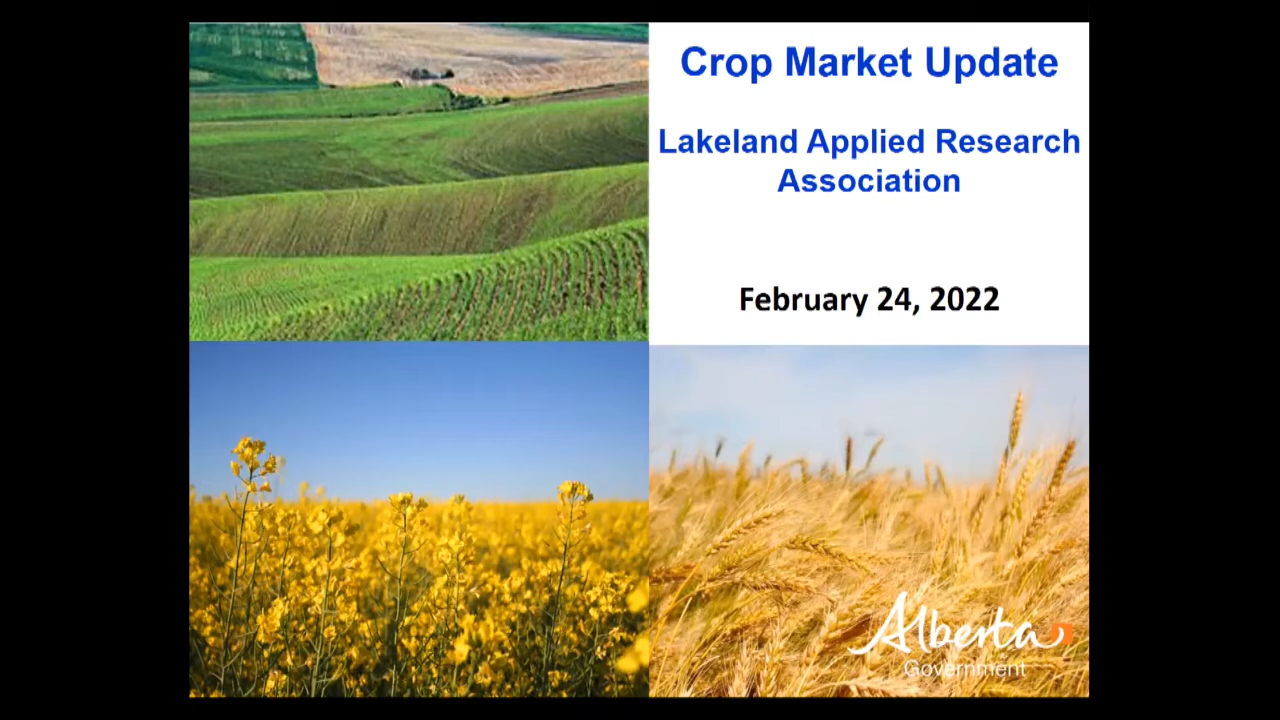 Crop Market Update
Lakeland Applied Research
Association
February 24, 2022
Alberta
Government